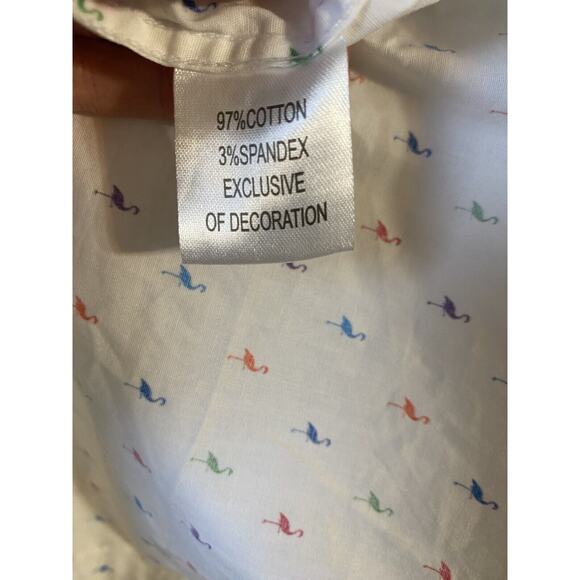 97%COTTON
3%SPANDEX
EXCLUSIVE
OF DECORATION